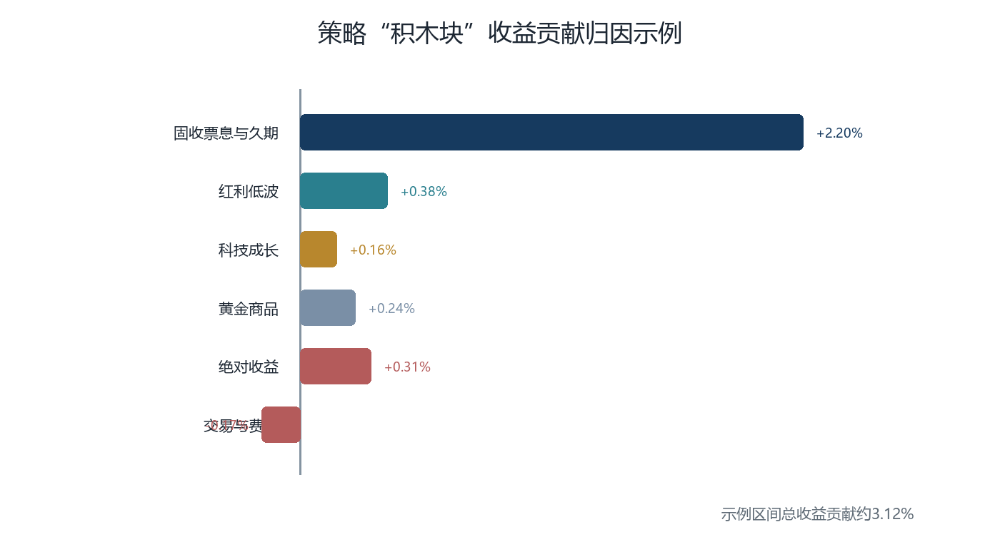 策略“积木块”收益贡献归因示例
固收票息与久期
+2.20%
红利低波
+0.38%
科技成长
+0.16%
黄金商品
+0.24%
绝对收益
+0.31%
交易与费
-0.17%
示例区间总收益贡献约3.12%